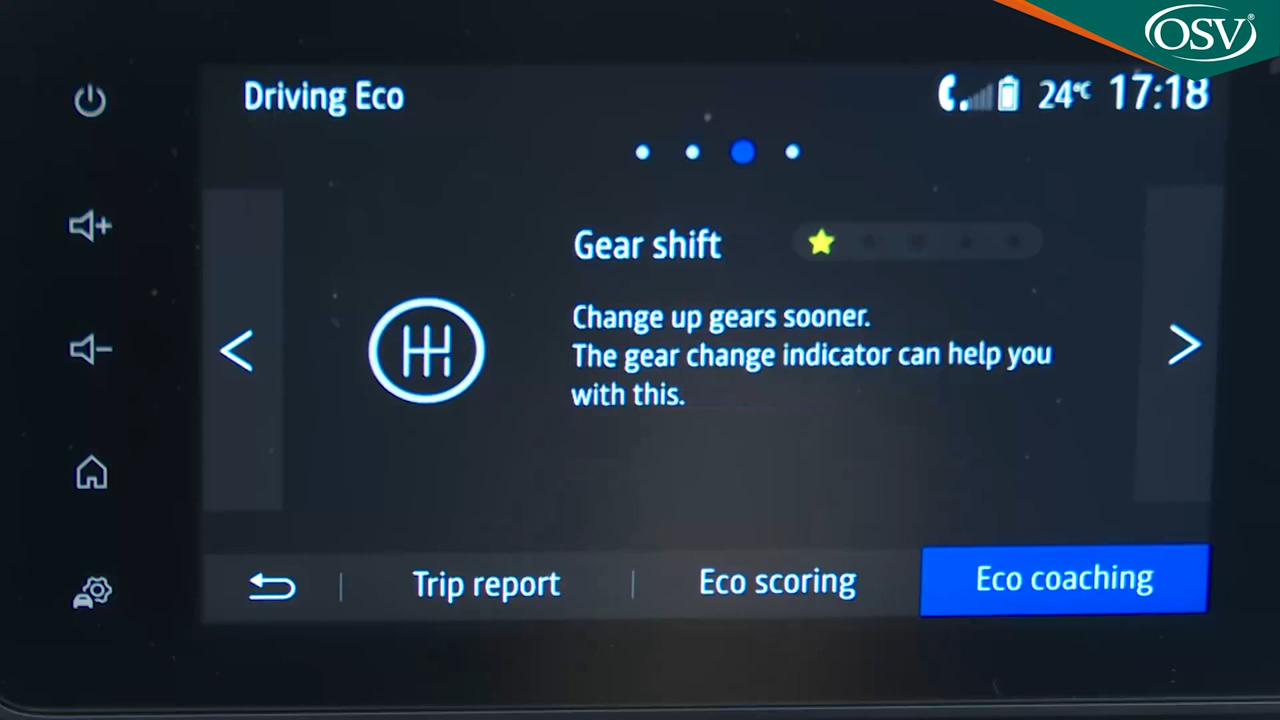 OSV®
Driving Eco
24°C 17:18
Gear shift
Change up gears sooner.
The gear change indicator can help you
with this.
Trip report
Eco scoring
Eco coaching